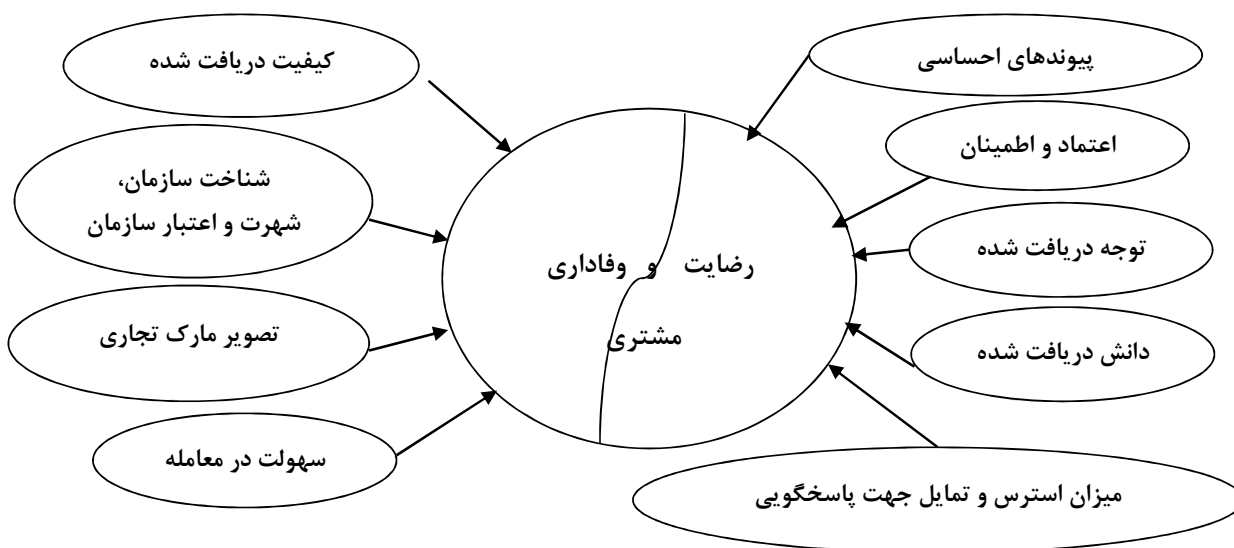 پیوندهای احساسی
کیفیت دریافت شده
اعتماد و اطمینان
شناخت سازمان،
شهرت و اعتبار سازمان
توجه دریافت شده
رضایت و وفاداری
مشتری
تصویر مارک تجاری
دانش دریافت شده
سهولت در معامله
میزان استرس و تمایل جهت پاسخگویی